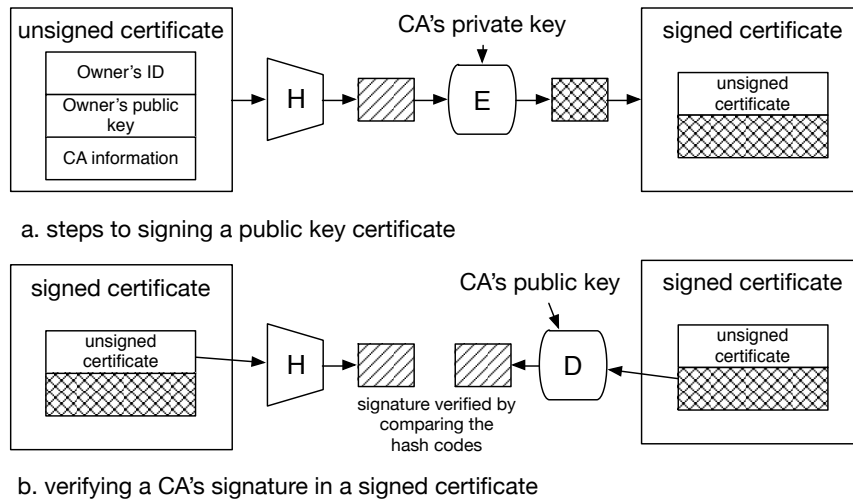 unsigned certificate
Owner's ID
Owner's public
key
CA information
H
CA's private key
E
signed certificate
unsigned
certificate
a. steps to signing a public key certificate
signed certificate
unsigned
certificate
H
signature verified by
comparing the
hash codes
CA's public key
D
signed certificate
unsigned
certificate
b. verifying a CA's signature in a signed certificate